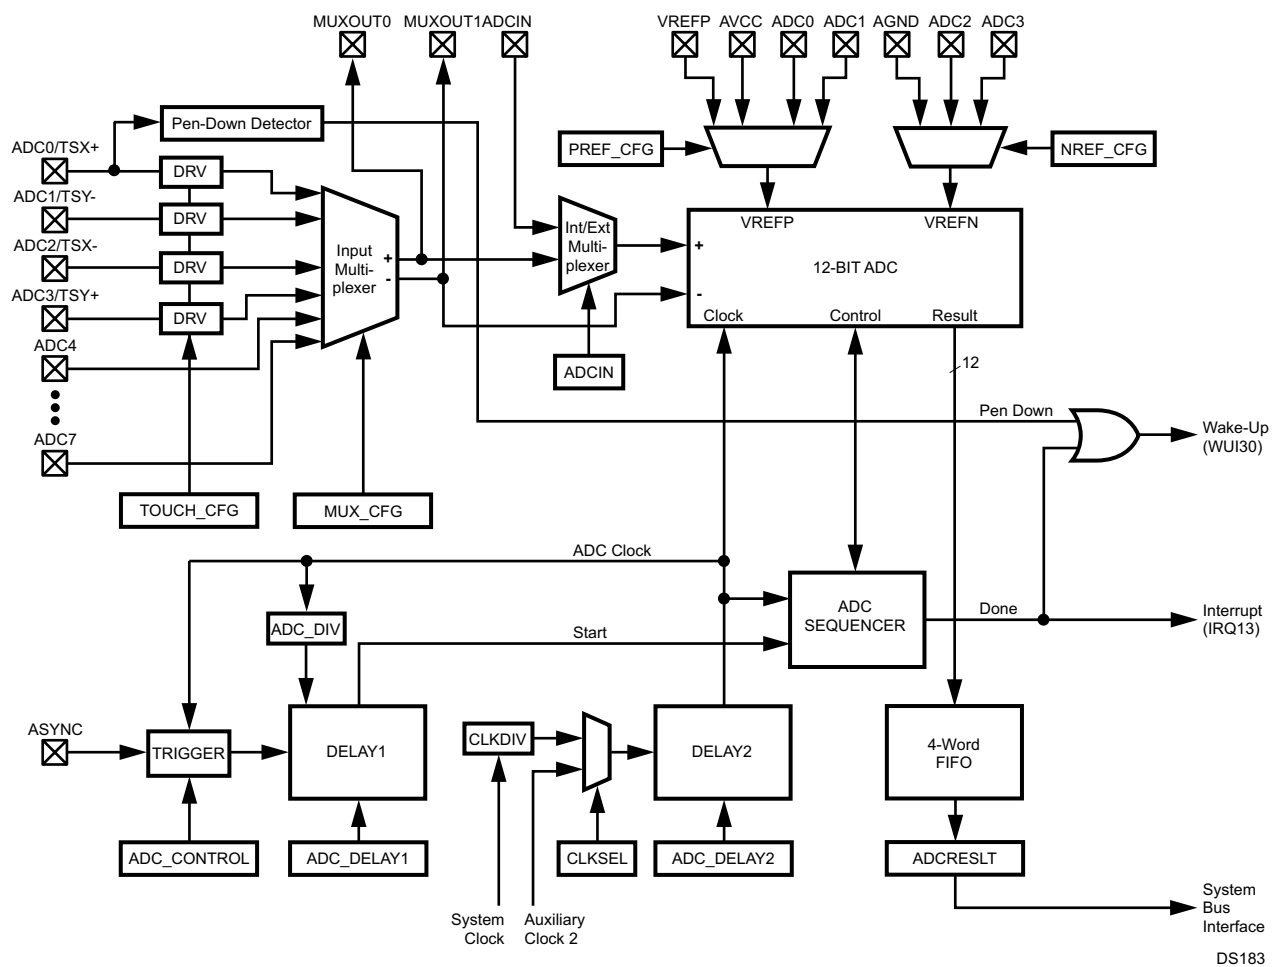 MUXOUT0
MUXOUT1
ADCIN
VREFP
AVCC
ADC0
ADC1
AGND
ADC2
ADC3
Pen-Down Detector
PREF_CFG
NREF_CFG
ADC0/TSX+
DRV
ADC1/TSY-
DRV
ADC2/TSX-
DRV
ADC3/TSY+
DRV
ADC4
ADC7
Input
Multi-
plexer
+
-
Int/Ext
Multi-
plexer
ADCIN
VREFP
VREFN
+
-
12-BIT ADC
Clock
Control
Result
12
Pen Down
Wake-Up
(WUI30)
TOUCH_CFG
MUX_CFG
ADC Clock
ADC_DIV
Start
ADC
SEQUENCER
Done
Interrupt
(IRQ13)
ASYNC
TRIGGER
DELAY1
CLKDIV
DELAY2
4-Word
FIFO
ADC_CONTROL
ADC_DELAY1
CLKSEL
ADC_DELAY2
ADCRESLT
System
Clock
Auxiliary
Clock 2
System
Bus
Interface
DS183